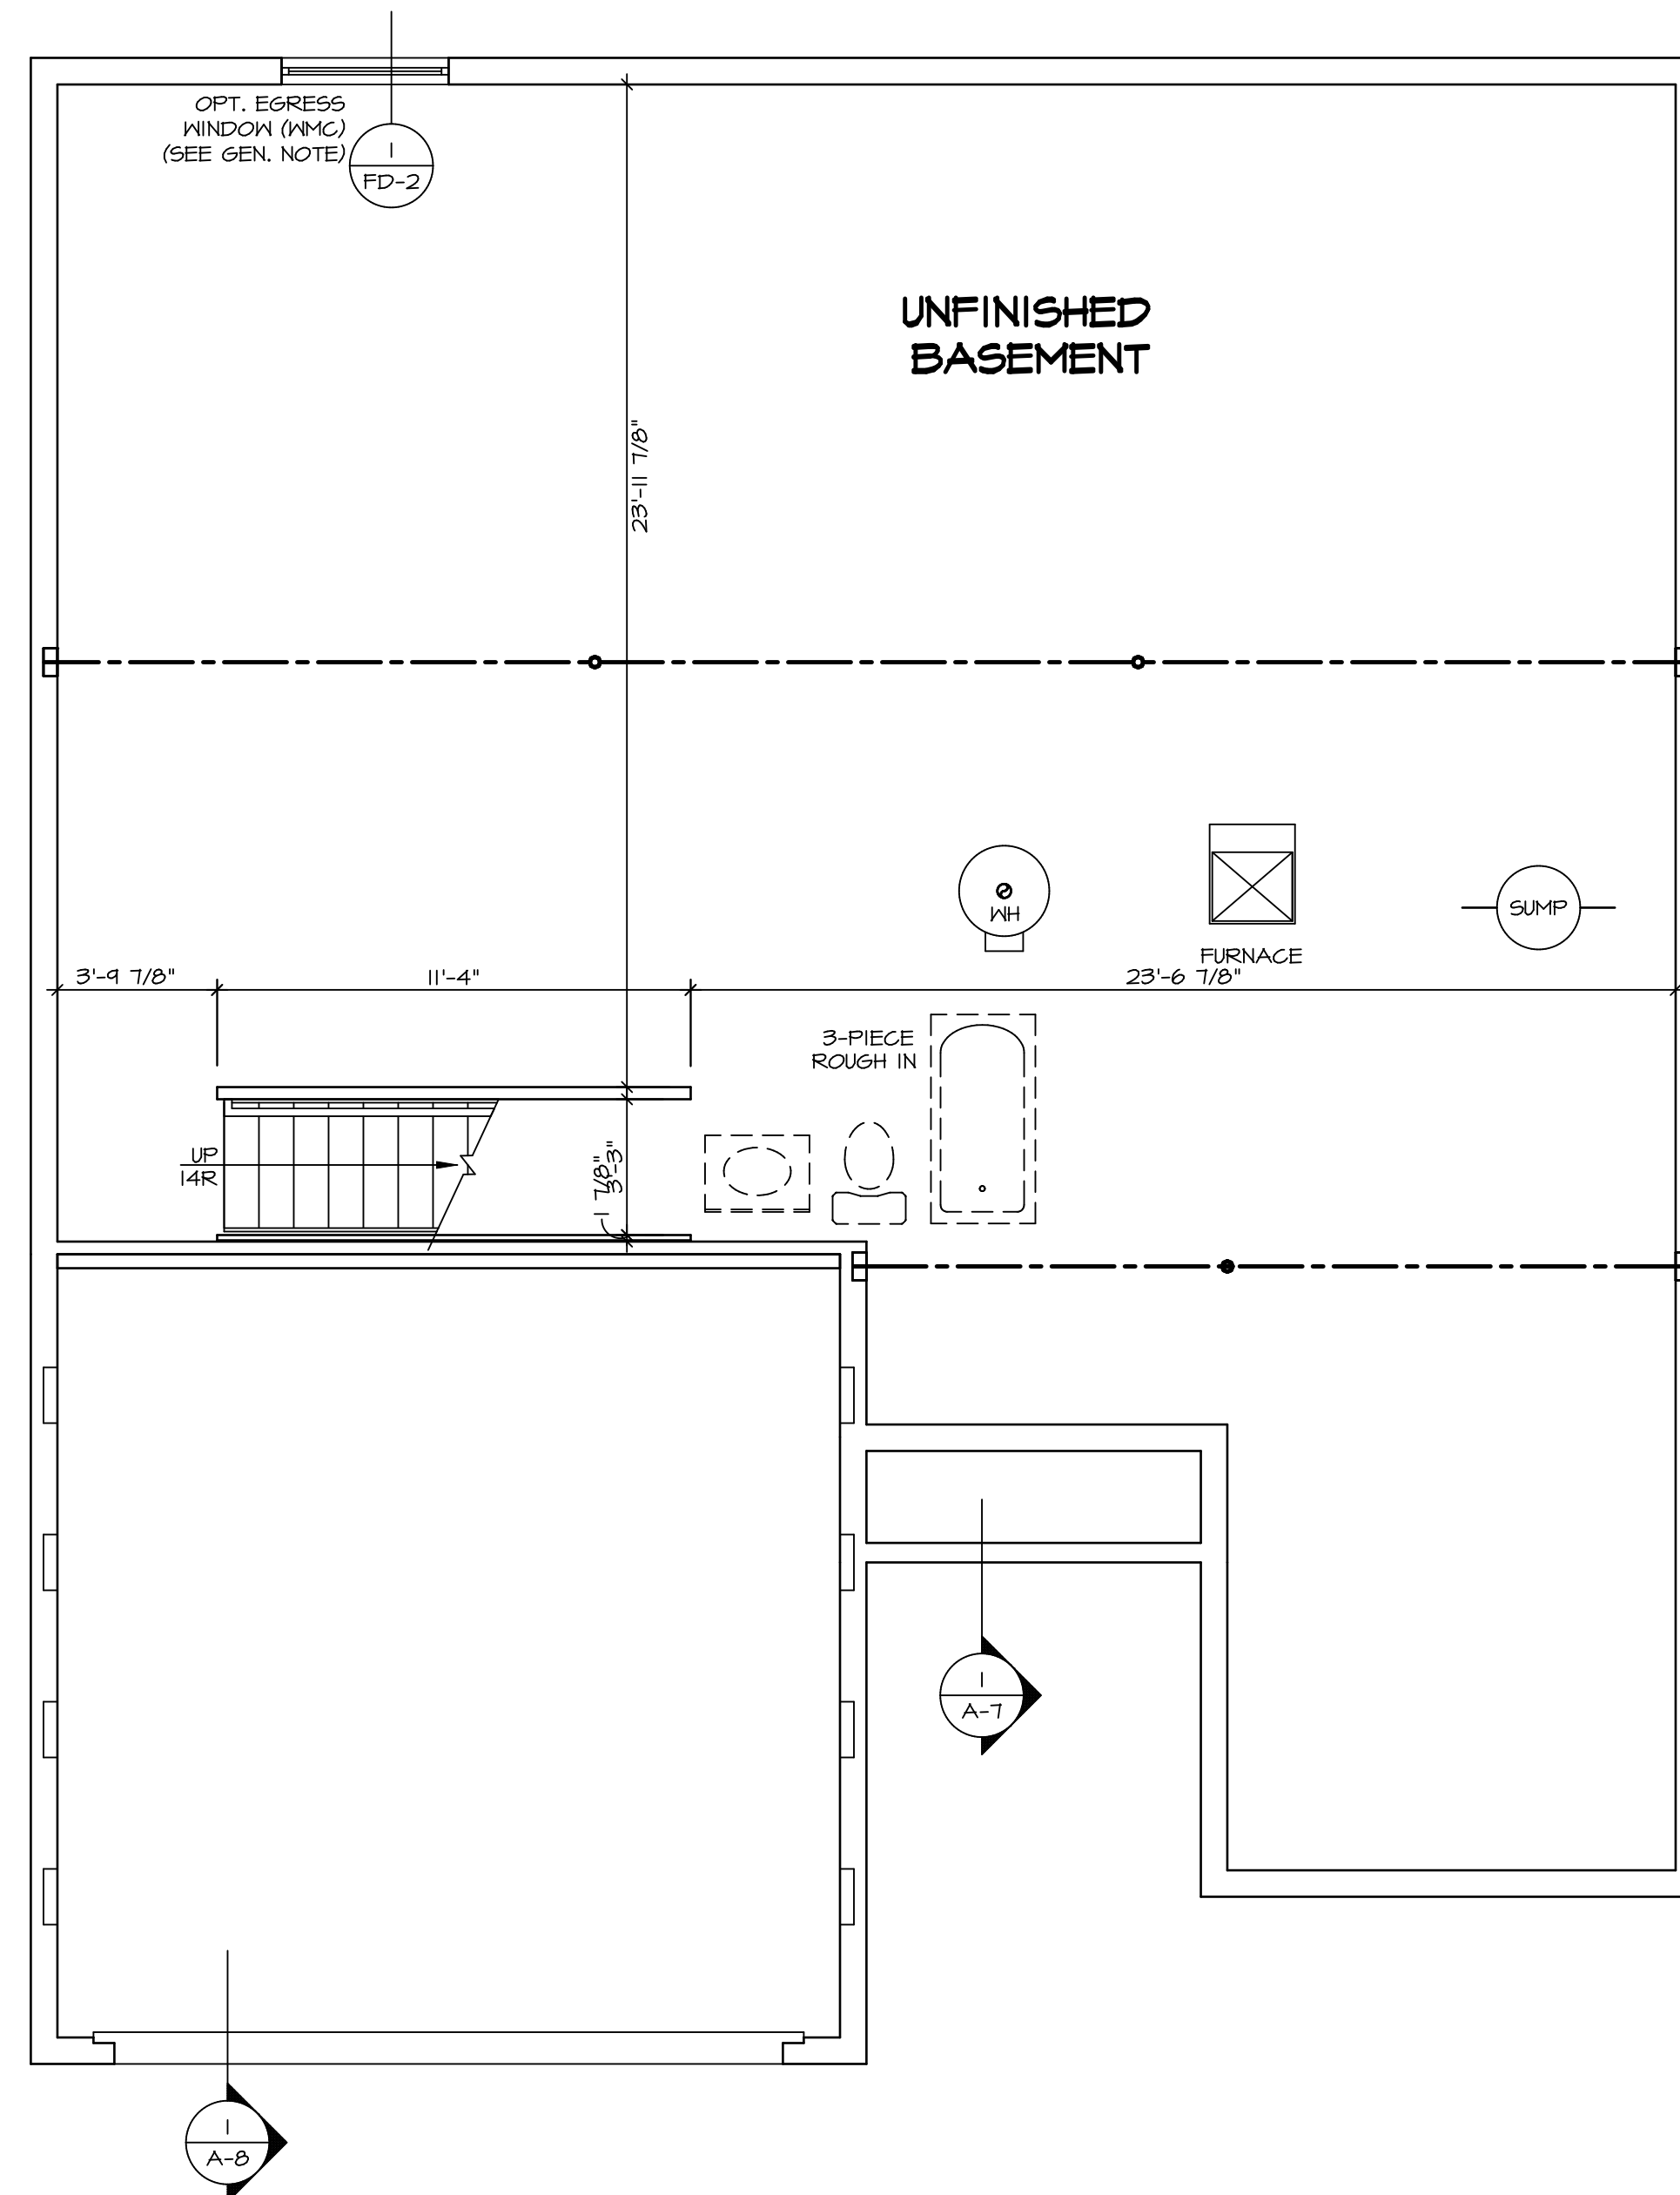 OPT. EGRESS
WINDOW (WMC)
(SEE GEN. NOTE)
1
FD-2
UNFINISHED
BASEMENT
23'-11 7/8"
WH
FURNACE
SUMP
3'-9 7/8"
11'-4"
23'-6 7/8"
3-PIECE
ROUGH IN
UP
14R
1 7/8"
3'-3"
1
A-7
1
A-8